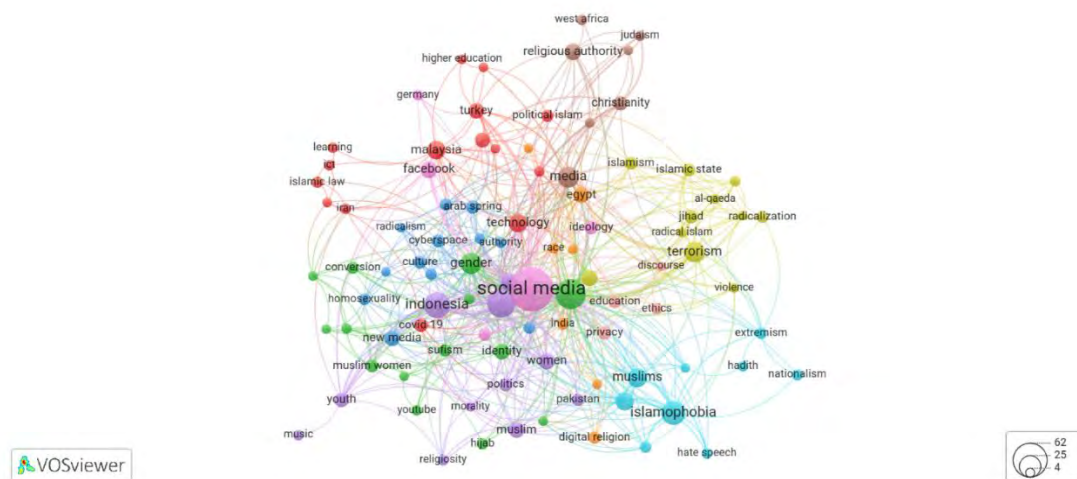 west africa
judaism
religious authority
higher education
germany
christianity
turkey
political islam
learning
malaysia
ict
facebook
media
islamism
islamic state
islamic law
egypt
al-qaeda
iran
arab spring
jihad
radicalization
radicalism
technology
ideology
radical islam
cyberspace
authority
race
terrorism
culture
gender
discourse
conversion
social media
violence
homosexuality
indonesia
education
ethics
covid 19
india
privacy
extremism
new media
sufism
identity
women
hadith
muslim women
muslims
nationalism
politics
youth
morality
pakistan
islamophobia
youtube
music
muslim
digital religion
hijab
religiosity
hate speech
VOSviewer
62
25
4